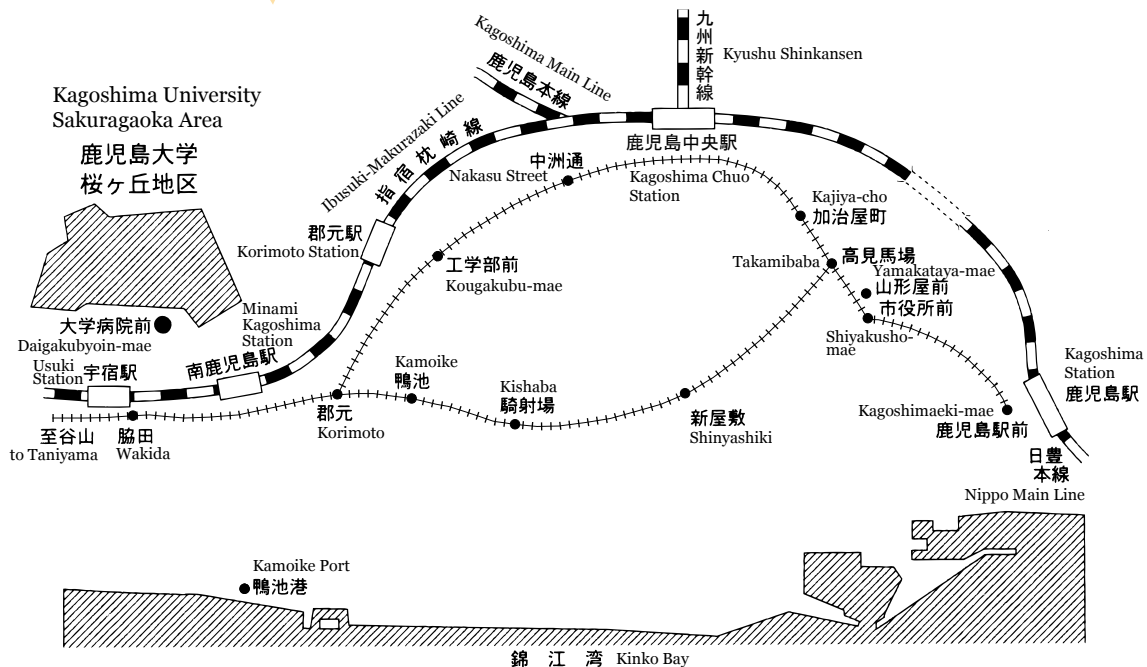 九州新幹線
Kyushu Shinkansen
Kagoshima Main Line
鹿児島本線
Kagoshima University
Sakuragaoka Area
鹿児島大学
桜ヶ丘地区
Ibusuki-Makurazaki Line
指宿枕崎線
鹿児島中央駅
Kagoshima Chuo
Station
中洲通
Nakasu Street
Kajiya-cho
加治屋町
郡元駅
Korimoto Station
工学部前
Kougakubu-mae
高見馬場
Takamibaba
Yamakataya-mae
山形屋前
市役所前
Shiyakusho-
mae
大学病院前
Daigakubyoin-mae
Minami
Kagoshima
Station
南鹿児島駅
Usuki
Station
宇宿駅
Kamoike
鴨池
Kishaba
騎射場
Kagoshima
Station
鹿児島駅
Kagoshimaeki-mae
鹿児島駅前
至谷山
to Taniyama
脇田
Wakida
郡元
Korimoto
新屋敷
Shinyashiki
日豊
本線
Nippo Main Line
Kamoike Port
鴨池港
錦江湾 Kinko Bay